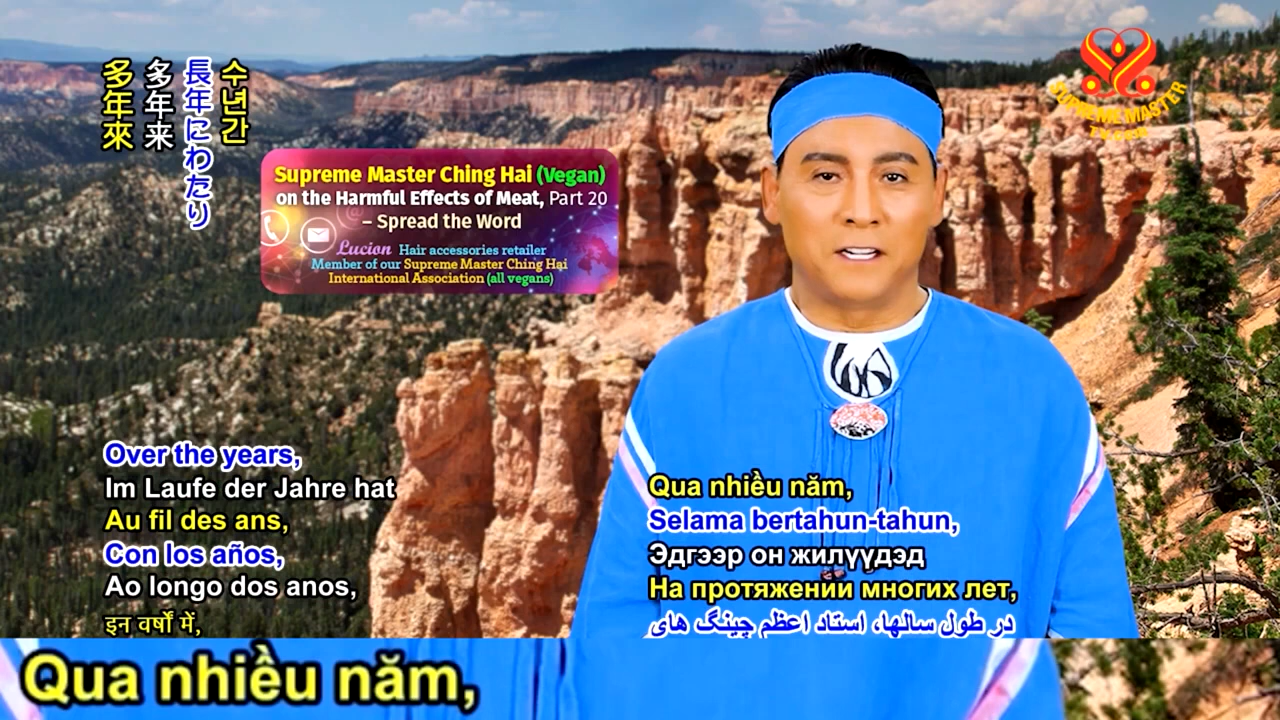 多年來
多年来
長年にわたり
수년간
SUPREME MASTER
TV.COM
Supreme Master Ching Hai (Vegan)
on the Harmful Effects of Meat, Part 20
– Spread the Word
Lucion Hair accessories retailer
Member of our Supreme Master Ching Hai
International Association (all vegans)
Over the years,
Im Laufe der Jahre hat
Au fil des ans,
Con los años,
Ao longo dos anos,
इन वर्षों में,
Qua nhiều năm,
Selama bertahun-tahun,
Эдгээр он жилүүдэд
На протяжении многих лет,
در طول سالها، استاد اعظم چینگ های
Qua nhiều năm,